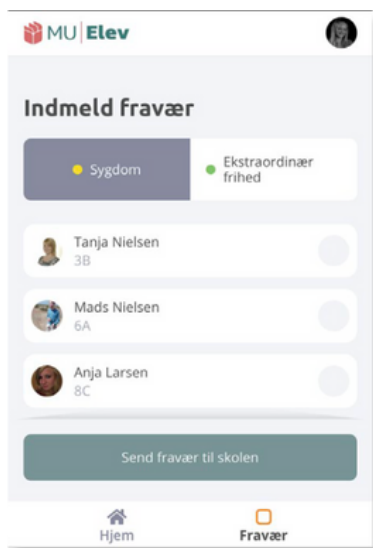 MU Elev
Indmeld fravær
Sygdom
Ekstraordinær
frihed
Tanja Nielsen
3B
Mads Nielsen
6A
Anja Larsen
8C
Send fravær til skolen
Hjem
Fravær